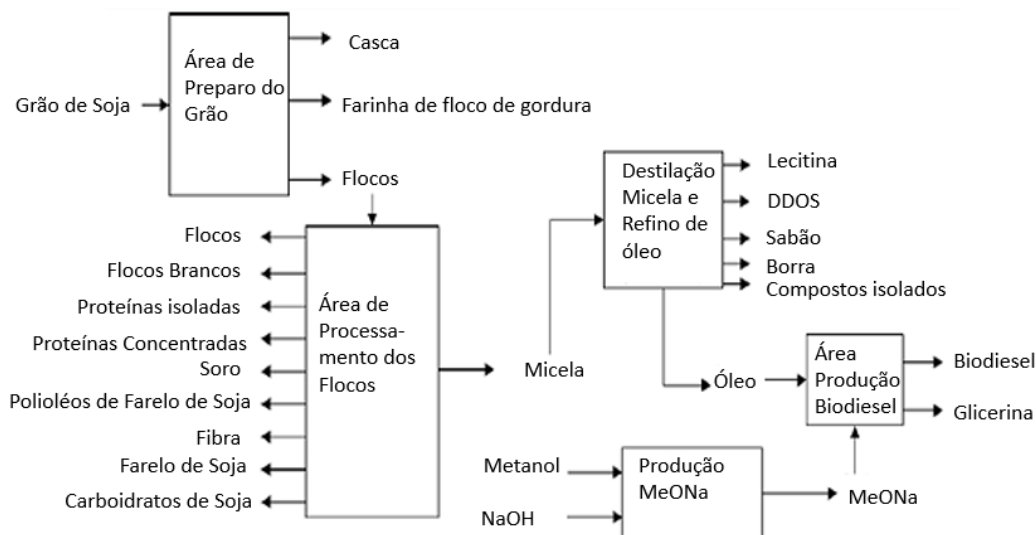 Grão de Soja
Área de
Preparo do
Grão
Casca
Farinha de floco de gordura
Flocos
Flocos
Flocos Brancos
Proteínas isoladas
Proteínas Concentradas
Soro
Polioléos de Farelo de Soja
Fibra
Farelo de Soja
Carboidratos de Soja
Área de
Processa-
mento dos
Flocos
Micela
Destilação
Micela e
Refino de
óleo
Lecitina
DDOS
Sabão
Borra
Compostos isolados
Óleo
Área
Produção
Biodiesel
Biodiesel
Glicerina
Metanol
NaOH
Produção
MeONa
MeONa